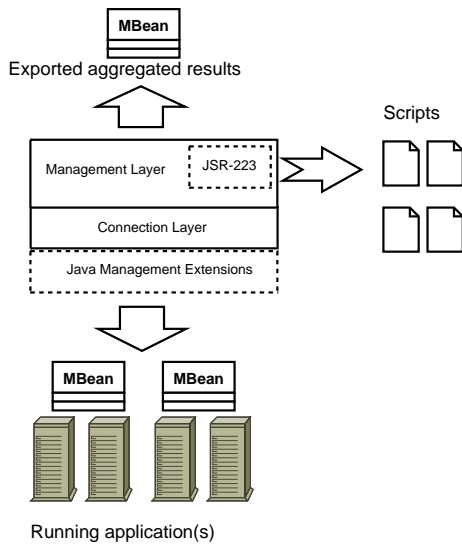 MBean
Exported aggregated results
Scripts
Management Layer
JSR-223
Connection Layer
Java Management Extensions
MBean
MBean
Running application(s)